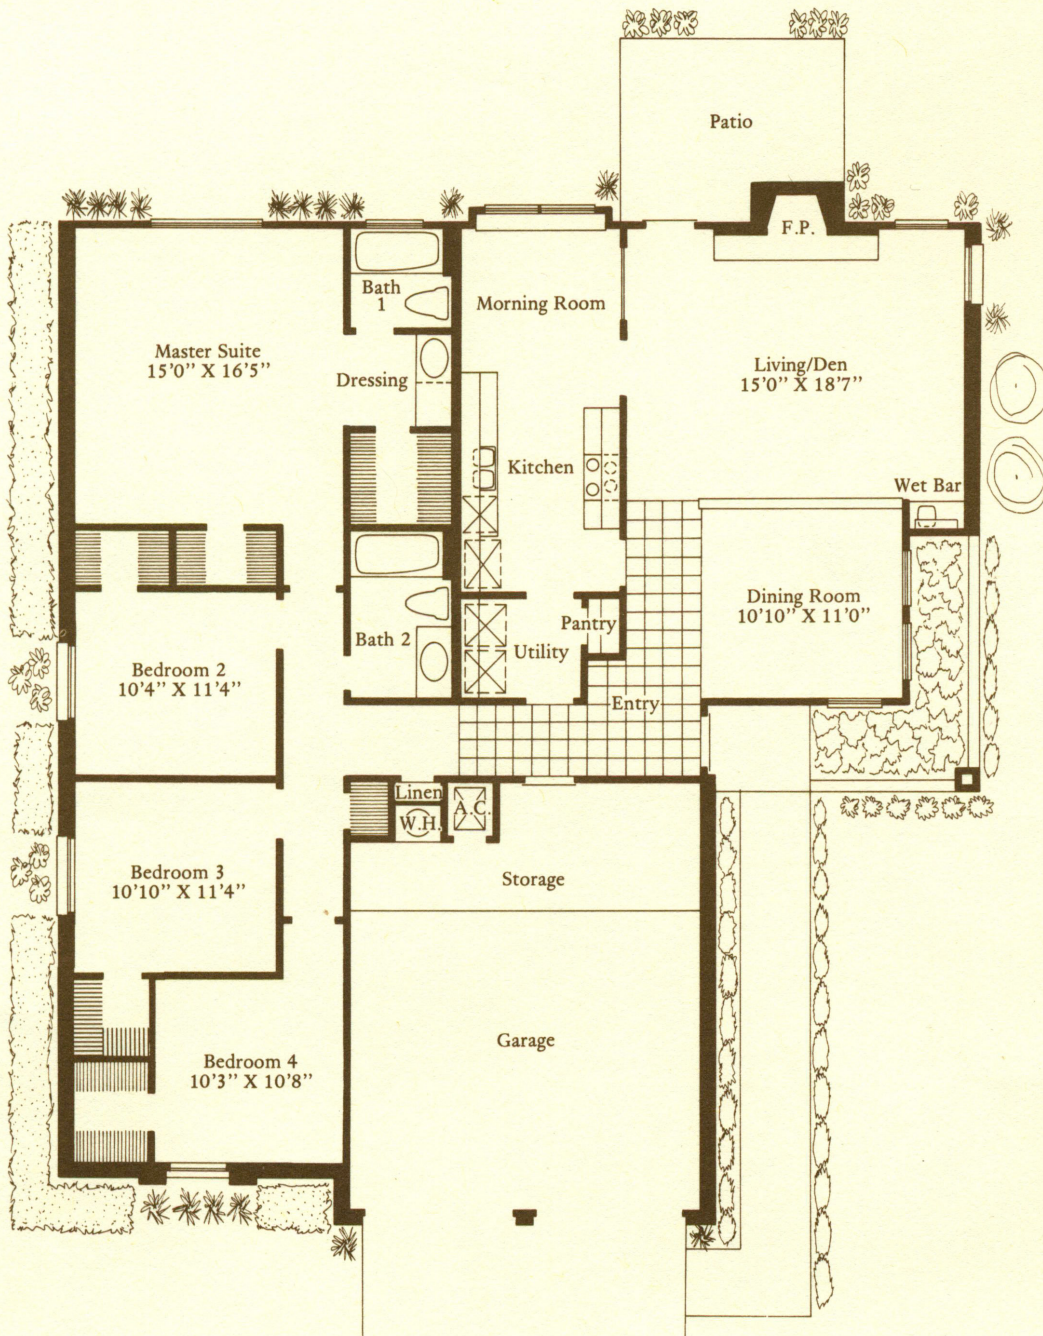 Patio
F.P.
Bath
1
Morning Room
Master Suite
15'0" X 16'5"
Dressing
Living/Den
15'0" X 18'7"
Kitchen
Wet Bar
Dining Room
10'10" X 11'0"
Pantry
Bath 2
Utility
Bedroom 2
10'4" X 11'4"
Entry
Linen
W.H.
A.C.
Bedroom 3
10'10" X 11'4"
Storage
Garage
Bedroom 4
10'3" X 10'8"